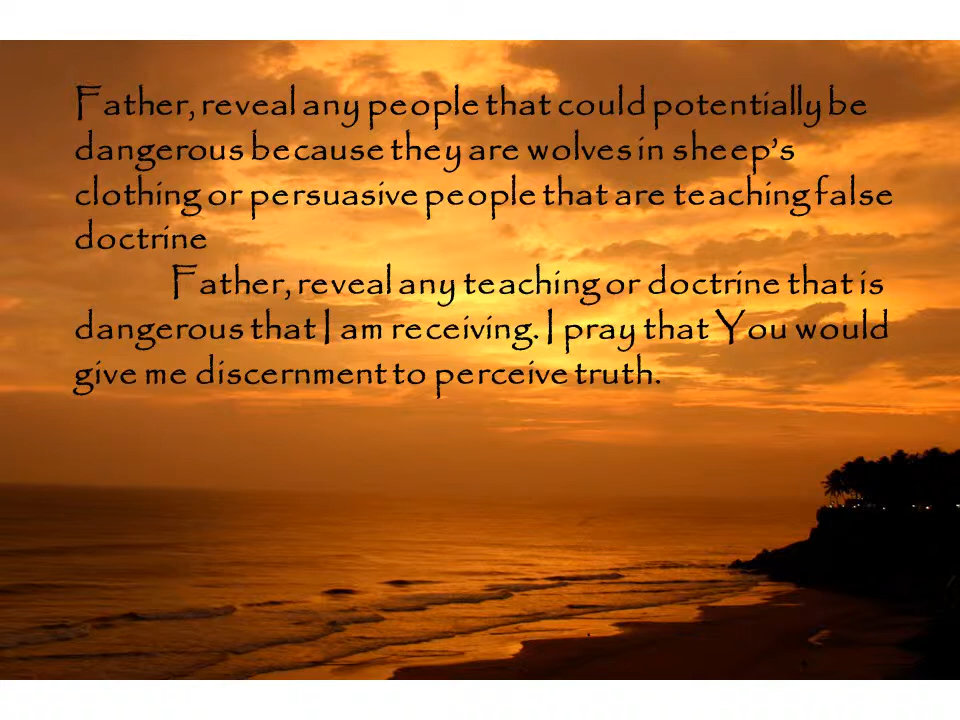 Father, reveal any people that could potentially be
dangerous because they are wolves in sheep’s
clothing or persuasive people that are teaching false
doctrine
Father, reveal any teaching or doctrine that is
dangerous that I am receiving. I pray that You would
give me discernment to perceive truth.